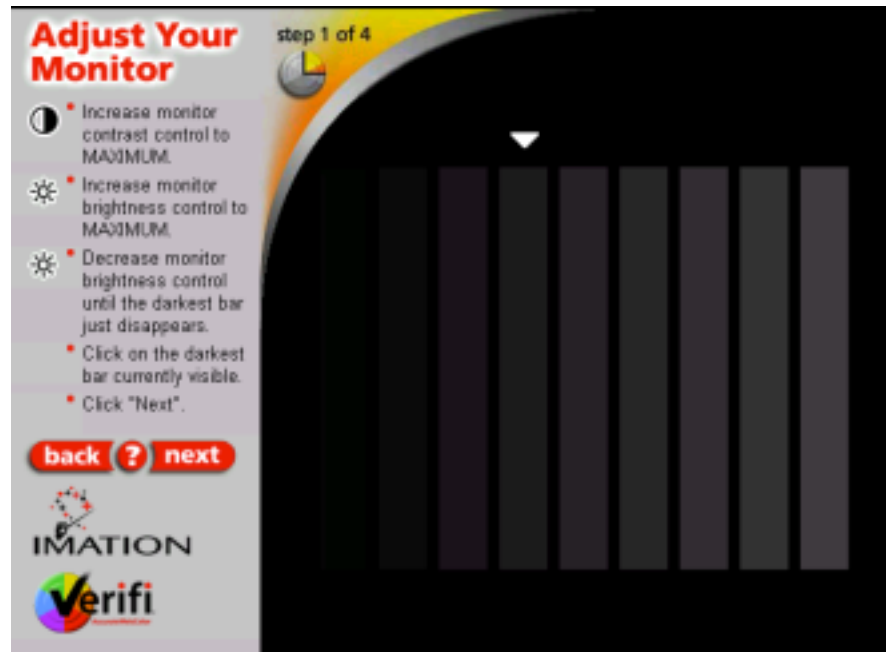 Adjust Your
Monitor
step 1 of 4
Increase monitor
contrast control to
MAXIMUM.
Increase monitor
brightness control to
MAXIMUM.
Decrease monitor
brightness control
until the darkest bar
just disappears.
Click on the darkest
bar currently visible.
Click "Next".
back ? next
IMATION
Verifi